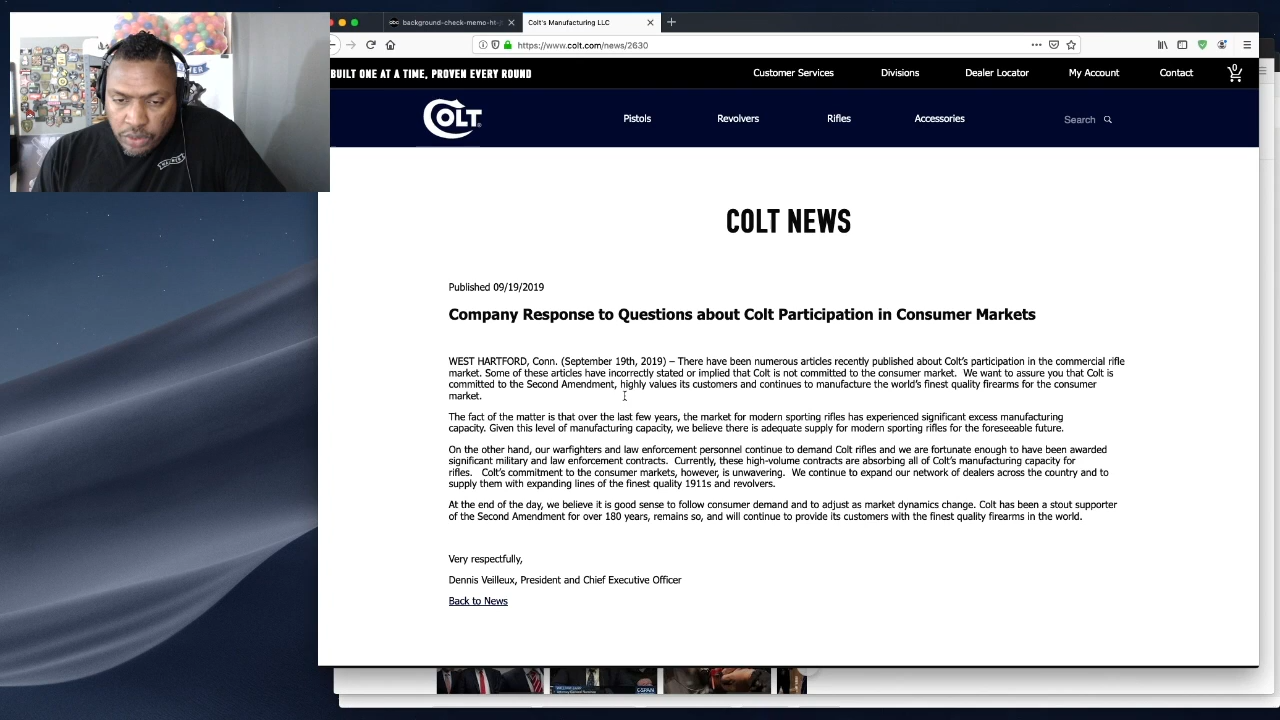 background-check-memo-ht-
Colt's Manufacturing LLC
https://www.colt.com/news/2630
BUILT ONE AT A TIME, PROVEN EVERY ROUND
Customer Services
Divisions
Dealer Locator
My Account
Contact
0
COLT
Pistols
Revolvers
Rifles
Accessories
Search
COLT NEWS
Published 09/19/2019
Company Response to Questions about Colt Participation in Consumer Markets
WEST HARTFORD, Conn. (September 19th, 2019) – There have been numerous articles recently published about Colt's participation in the commercial rifle
market. Some of these articles have incorrectly stated or implied that Colt is not committed to the consumer market. We want to assure you that Colt is
committed to the Second Amendment, highly values its customers and continues to manufacture the world's finest quality firearms for the consumer
market.
The fact of the matter is that over the last few years, the market for modern sporting rifles has experienced significant excess manufacturing
capacity. Given this level of manufacturing capacity, we believe there is adequate supply for modern sporting rifles for the foreseeable future.
On the other hand, our warfighters and law enforcement personnel continue to demand Colt rifles and we are fortunate enough to have been awarded
significant military and law enforcement contracts. Currently, these high-volume contracts are absorbing all of Colt's manufacturing capacity for
rifles. Colt's commitment to the consumer markets, however, is unwavering. We continue to expand our network of dealers across the country and to
supply them with expanding lines of the finest quality 1911s and revolvers.
At the end of the day, we believe it is good sense to follow consumer demand and to adjust as market dynamics change. Colt has been a stout supporter
of the Second Amendment for over 180 years, remains so, and will continue to provide its customers with the finest quality firearms in the world.
Very respectfully,
Dennis Veilleux, President and Chief Executive Officer
Back to News
C-SPAN